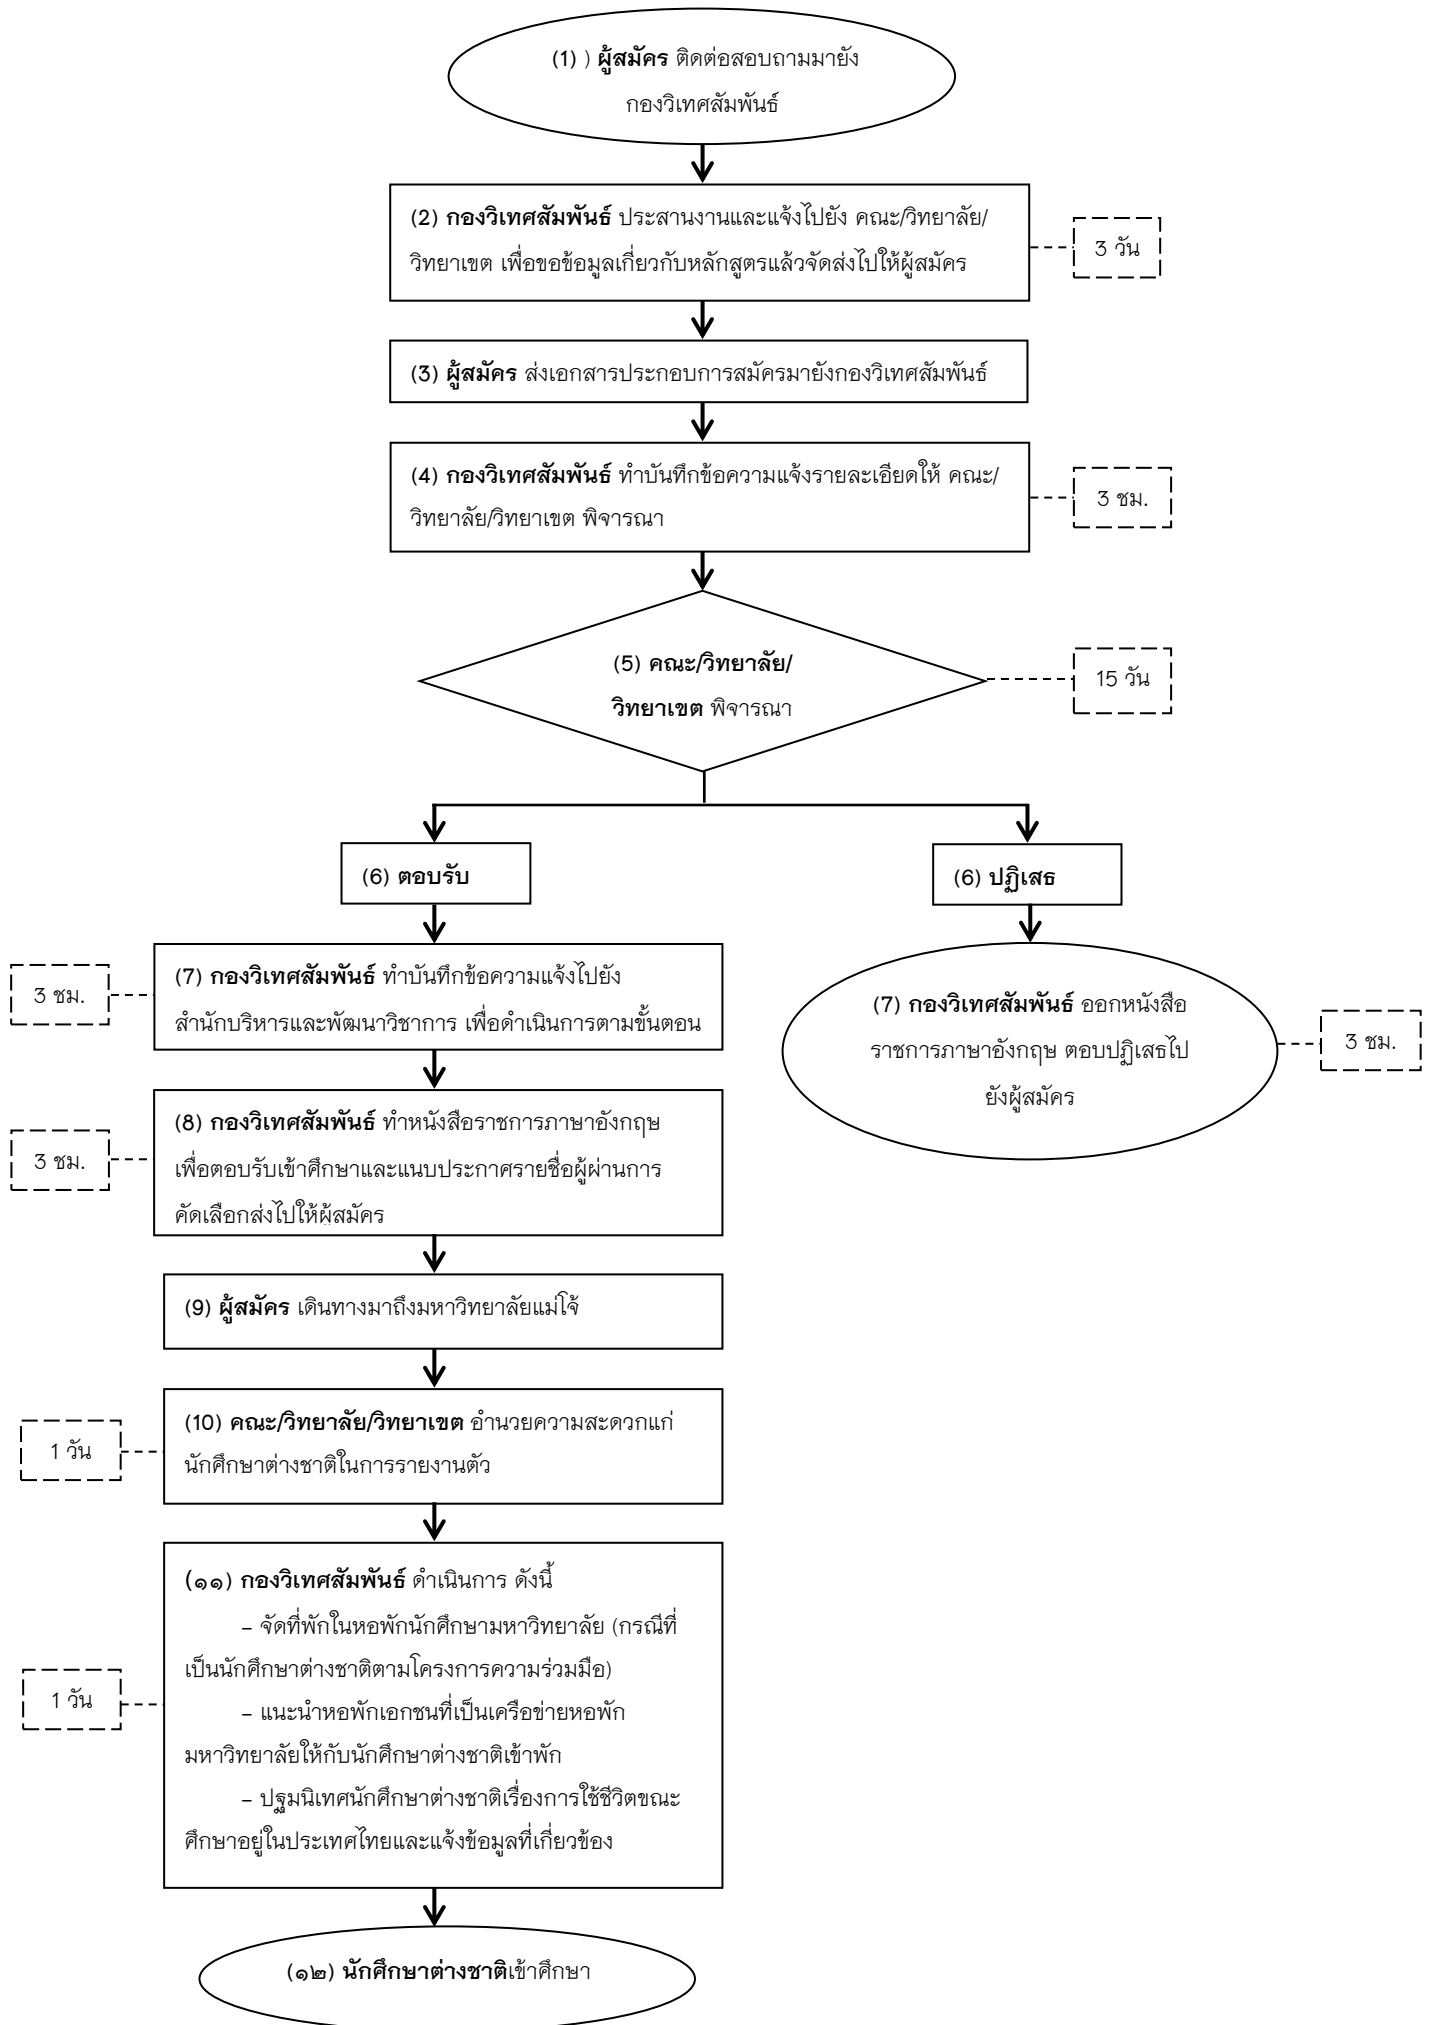 (1) ) ผู้สมัคร ติดต่อสอบถามมายัง
กองวิเทศสัมพันธ์
(2) กองวิเทศสัมพันธ์ ประสานงานและแจ้งไปยัง คณะ/วิทยาลัย/
วิทยาเขต เพื่อขอข้อมูลเกี่ยวกับหลักสูตรแล้วจัดส่งไปให้ผู้สมัคร
3 วัน
(3) ผู้สมัคร ส่งเอกสารประกอบการสมัครมายังกองวิเทศสัมพันธ์
(4) กองวิเทศสัมพันธ์ ทำบันทึกข้อความแจ้งรายละเอียดให้ คณะ/
วิทยาลัย/วิทยาเขต พิจารณา
3 ชม.
(5) คณะ/วิทยาลัย/
วิทยาเขต พิจารณา
15 วัน
(6) ตอบรับ
(6) ปฏิเสธ
(7) กองวิเทศสัมพันธ์ ทำบันทึกข้อความแจ้งไปยัง
สำนักบริหารและพัฒนาวิชาการ เพื่อดำเนินการตามขั้นตอน
3 ชม.
(7) กองวิเทศสัมพันธ์ ออกหนังสือ
ราชการภาษาอังกฤษ ตอบปฏิเสธไป
ยังผู้สมัคร
3 ชม.
(8) กองวิเทศสัมพันธ์ ทำหนังสือราชการภาษาอังกฤษ
เพื่อตอบรับเข้าศึกษาและแนบประกาศรายชื่อผู้ผ่านการ
คัดเลือกส่งไปให้ผู้สมัคร
3 ชม.
(9) ผู้สมัคร เดินทางมาถึงมหาวิทยาลัยแม่โจ้
(10) คณะ/วิทยาลัย/วิทยาเขต อำนวยความสะดวกแก่
นักศึกษาต่างชาติในการรายงานตัว
1 วัน
(๑๑) กองวิเทศสัมพันธ์ ดำเนินการ ดังนี้
– จัดที่พักในหอพักนักศึกษามหาวิทยาลัย (กรณีที่
เป็นนักศึกษาต่างชาติตามโครงการความร่วมมือ)
– แนะนำหอพักเอกชนที่เป็นเครือข่ายหอพัก
มหาวิทยาลัยให้กับนักศึกษาต่างชาติเข้าพัก
– ปฐมนิเทศนักศึกษาต่างชาติเรื่องการใช้ชีวิตขณะ
ศึกษาอยู่ในประเทศไทยและแจ้งข้อมูลที่เกี่ยวข้อง
1 วัน
(๑๒) นักศึกษาต่างชาติเข้าศึกษา